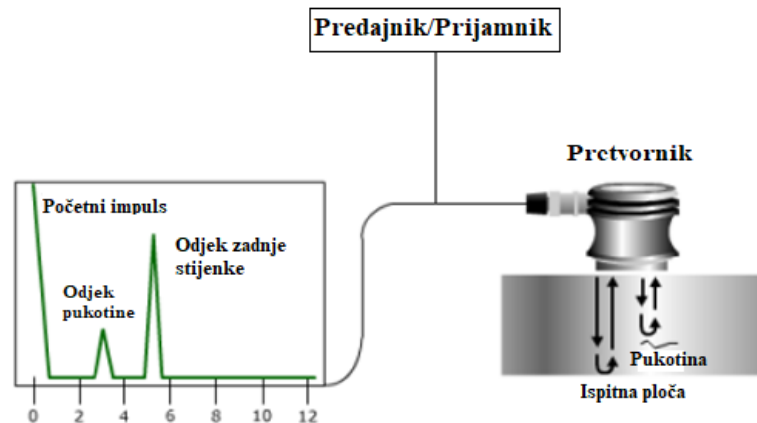 Predajnik/Prijamnik
Pretvornik
Početni impuls
Odjek zadnje
stijenke
Odjek
pukotine
Pukotina
Ispitna ploča
0 2 4 6 8 10 12